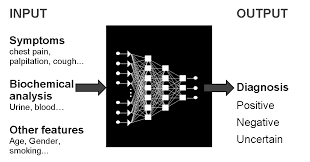 INPUT
OUTPUT
Symptoms
chest pain,
palpitation, cough...
Biochemical
analysis
Urine, blood...
Other features
Age, Gender,
smoking...
Diagnosis
Positive
Negative
Uncertain